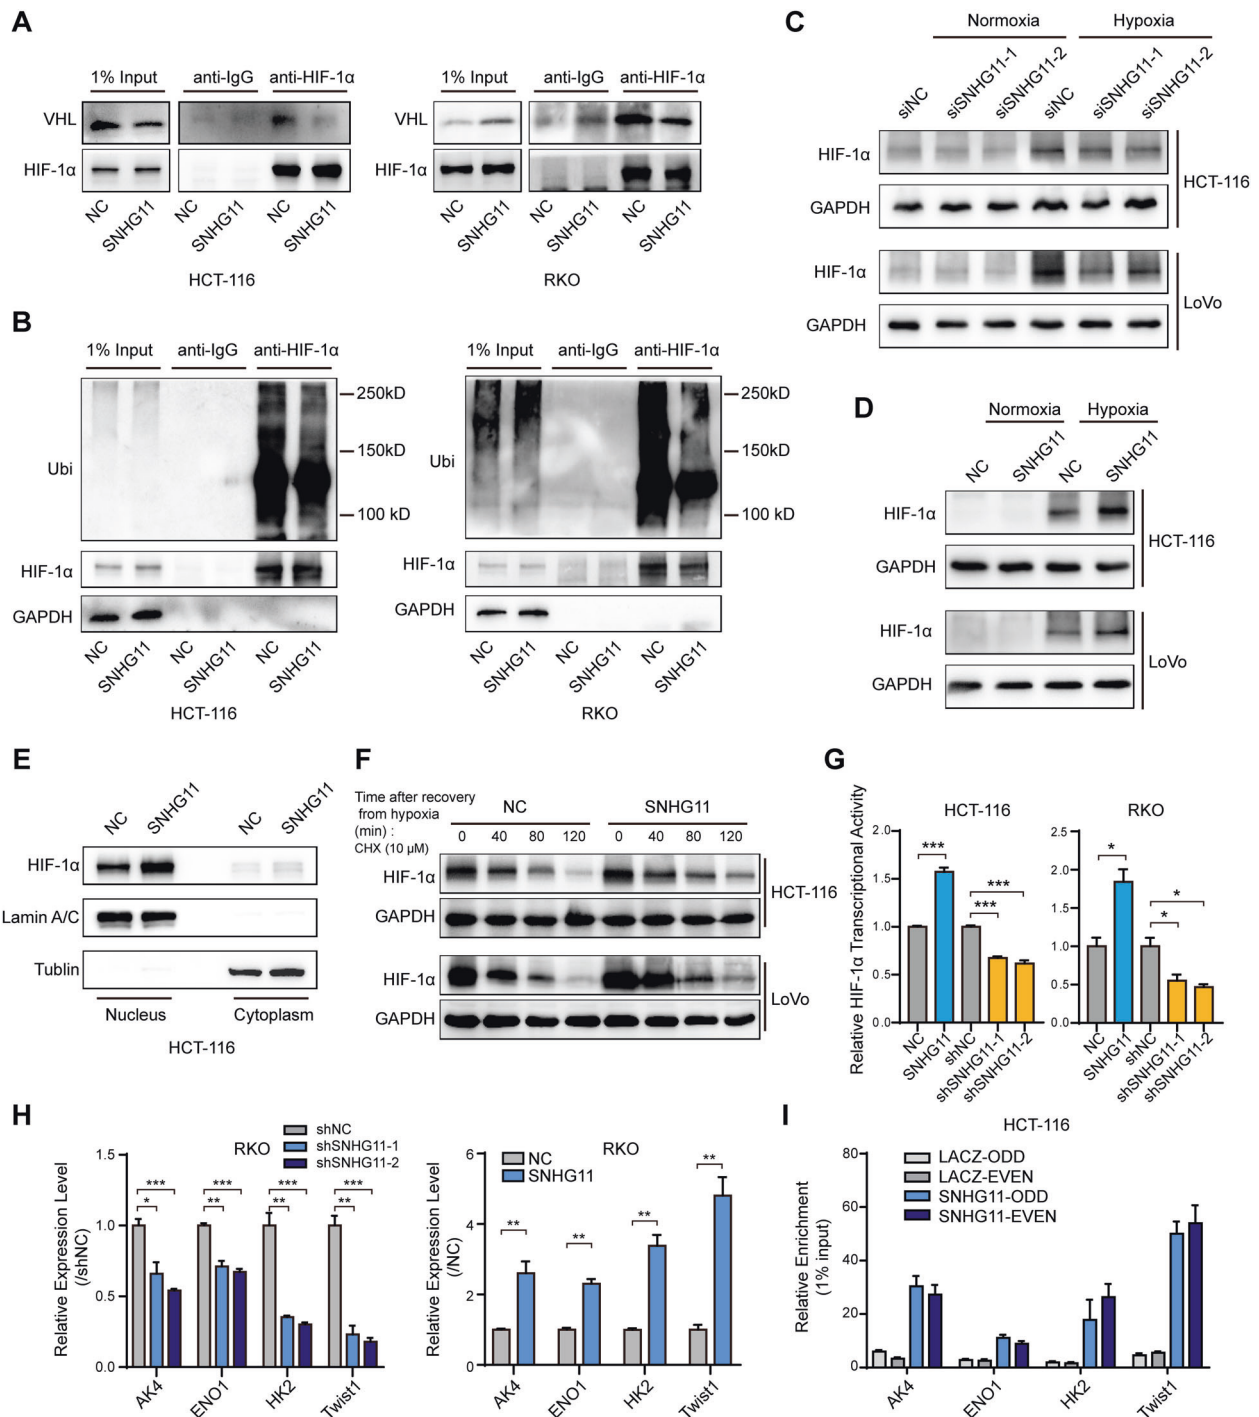 A
1% Input anti-IgG anti-HIF-1α
VHL
HIF-1α
NC SNHG11 NC SNHG11 NC SNHG11
HCT-116
1% Input anti-IgG anti-HIF-1α
VHL
HIF-1α
NC SNHG11 NC SNHG11 NC SNHG11
RKO
B
1% Input anti-IgG anti-HIF-1α
250kD
150kD
100 kD
Ubi
HIF-1α
GAPDH
NC SNHG11 NC SNHG11 NC SNHG11
HCT-116
1% Input anti-IgG anti-HIF-1α
250kD
150kD
100 kD
Ubi
HIF-1α
GAPDH
NC SNHG11 NC SNHG11 NC SNHG11
RKO
C
Normoxia Hypoxia
siNC siSNHG11-1 siSNHG11-2 siNC siSNHG11-1 siSNHG11-2
HIF-1α
GAPDH
HCT-116
HIF-1α
GAPDH
LoVo
D
Normoxia Hypoxia
NC SNHG11 NC SNHG11
HIF-1α
GAPDH
HCT-116
HIF-1α
GAPDH
LoVo
E
NC SNHG11 NC SNHG11
HIF-1α
Lamin A/C
Tublin
Nucleus Cytoplasm
HCT-116
F
Time after recovery
from hypoxia
(min) :
CHX (10 μM)
NC SNHG11
0 40 80 120 0 40 80 120
HIF-1α
GAPDH
HCT-116
HIF-1α
GAPDH
LoVo
G
Relative HIF-1α Transcriptional Activity
HCT-116
2.0
1.5
1.0
0.5
0.0
***
***
***
NC SNHG11 shNC shSNHG11-1 shSNHG11-2
RKO
2.5
2.0
1.5
1.0
0.5
0.0
*
*
*
NC SNHG11 shNC shSNHG11-1 shSNHG11-2
H
RKO
shNC
shSNHG11-1
shSNHG11-2
Relative Expression Level
(/shNC)
1.5
1.0
0.5
0.0
*** *** *** ***
* ** ** **
AK4 ENO1 HK2 Twist1
RKO
NC
SNHG11
Relative Expression Level
(/NC)
6
4
2
0
** ** ** **
AK4 ENO1 HK2 Twist1
I
HCT-116
LACZ-ODD
LACZ-EVEN
SNHG11-ODD
SNHG11-EVEN
Relative Enrichment
(1% input)
80
60
40
20
0
AK4 ENO1 HK2 Twist1